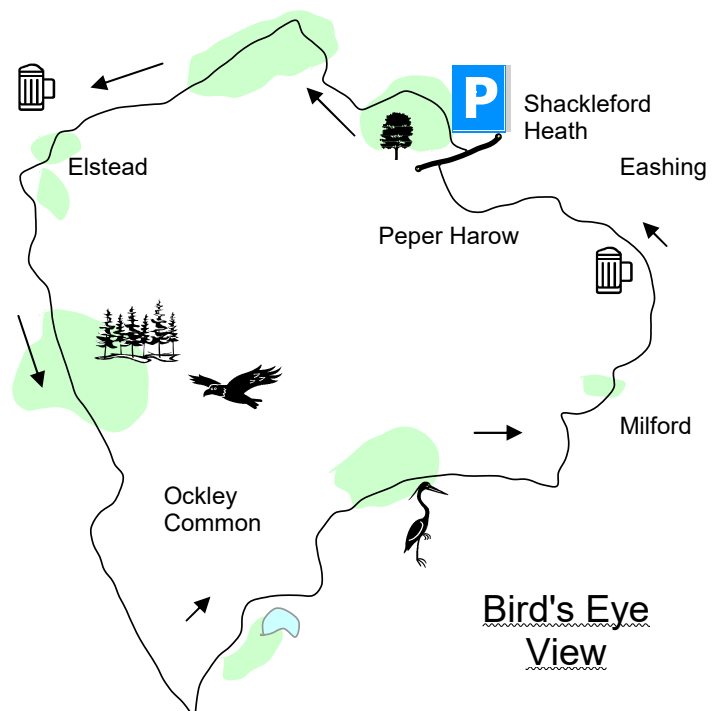 P
Shackleford
Heath
Eashing
Elstead
Peper Harow
Milford
Ockley
Common
Bird's Eye
View